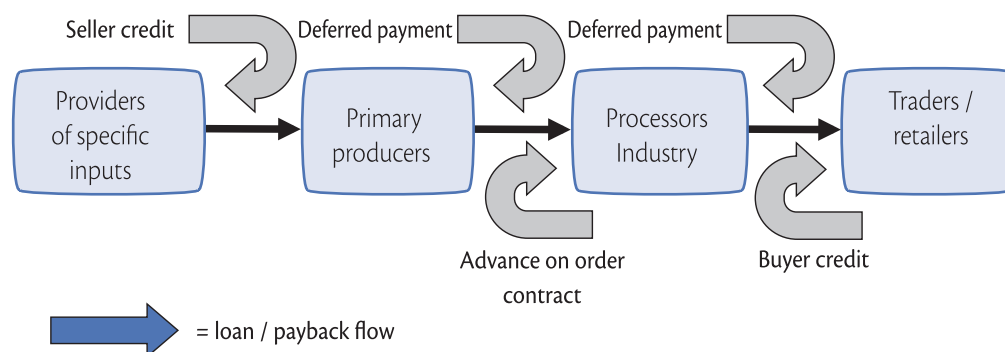 Seller credit
Deferred payment
Deferred payment
Providers
of specific
inputs
Primary
producers
Processors
Industry
Traders /
retailers
Advance on order
contract
Buyer credit
= loan / payback flow